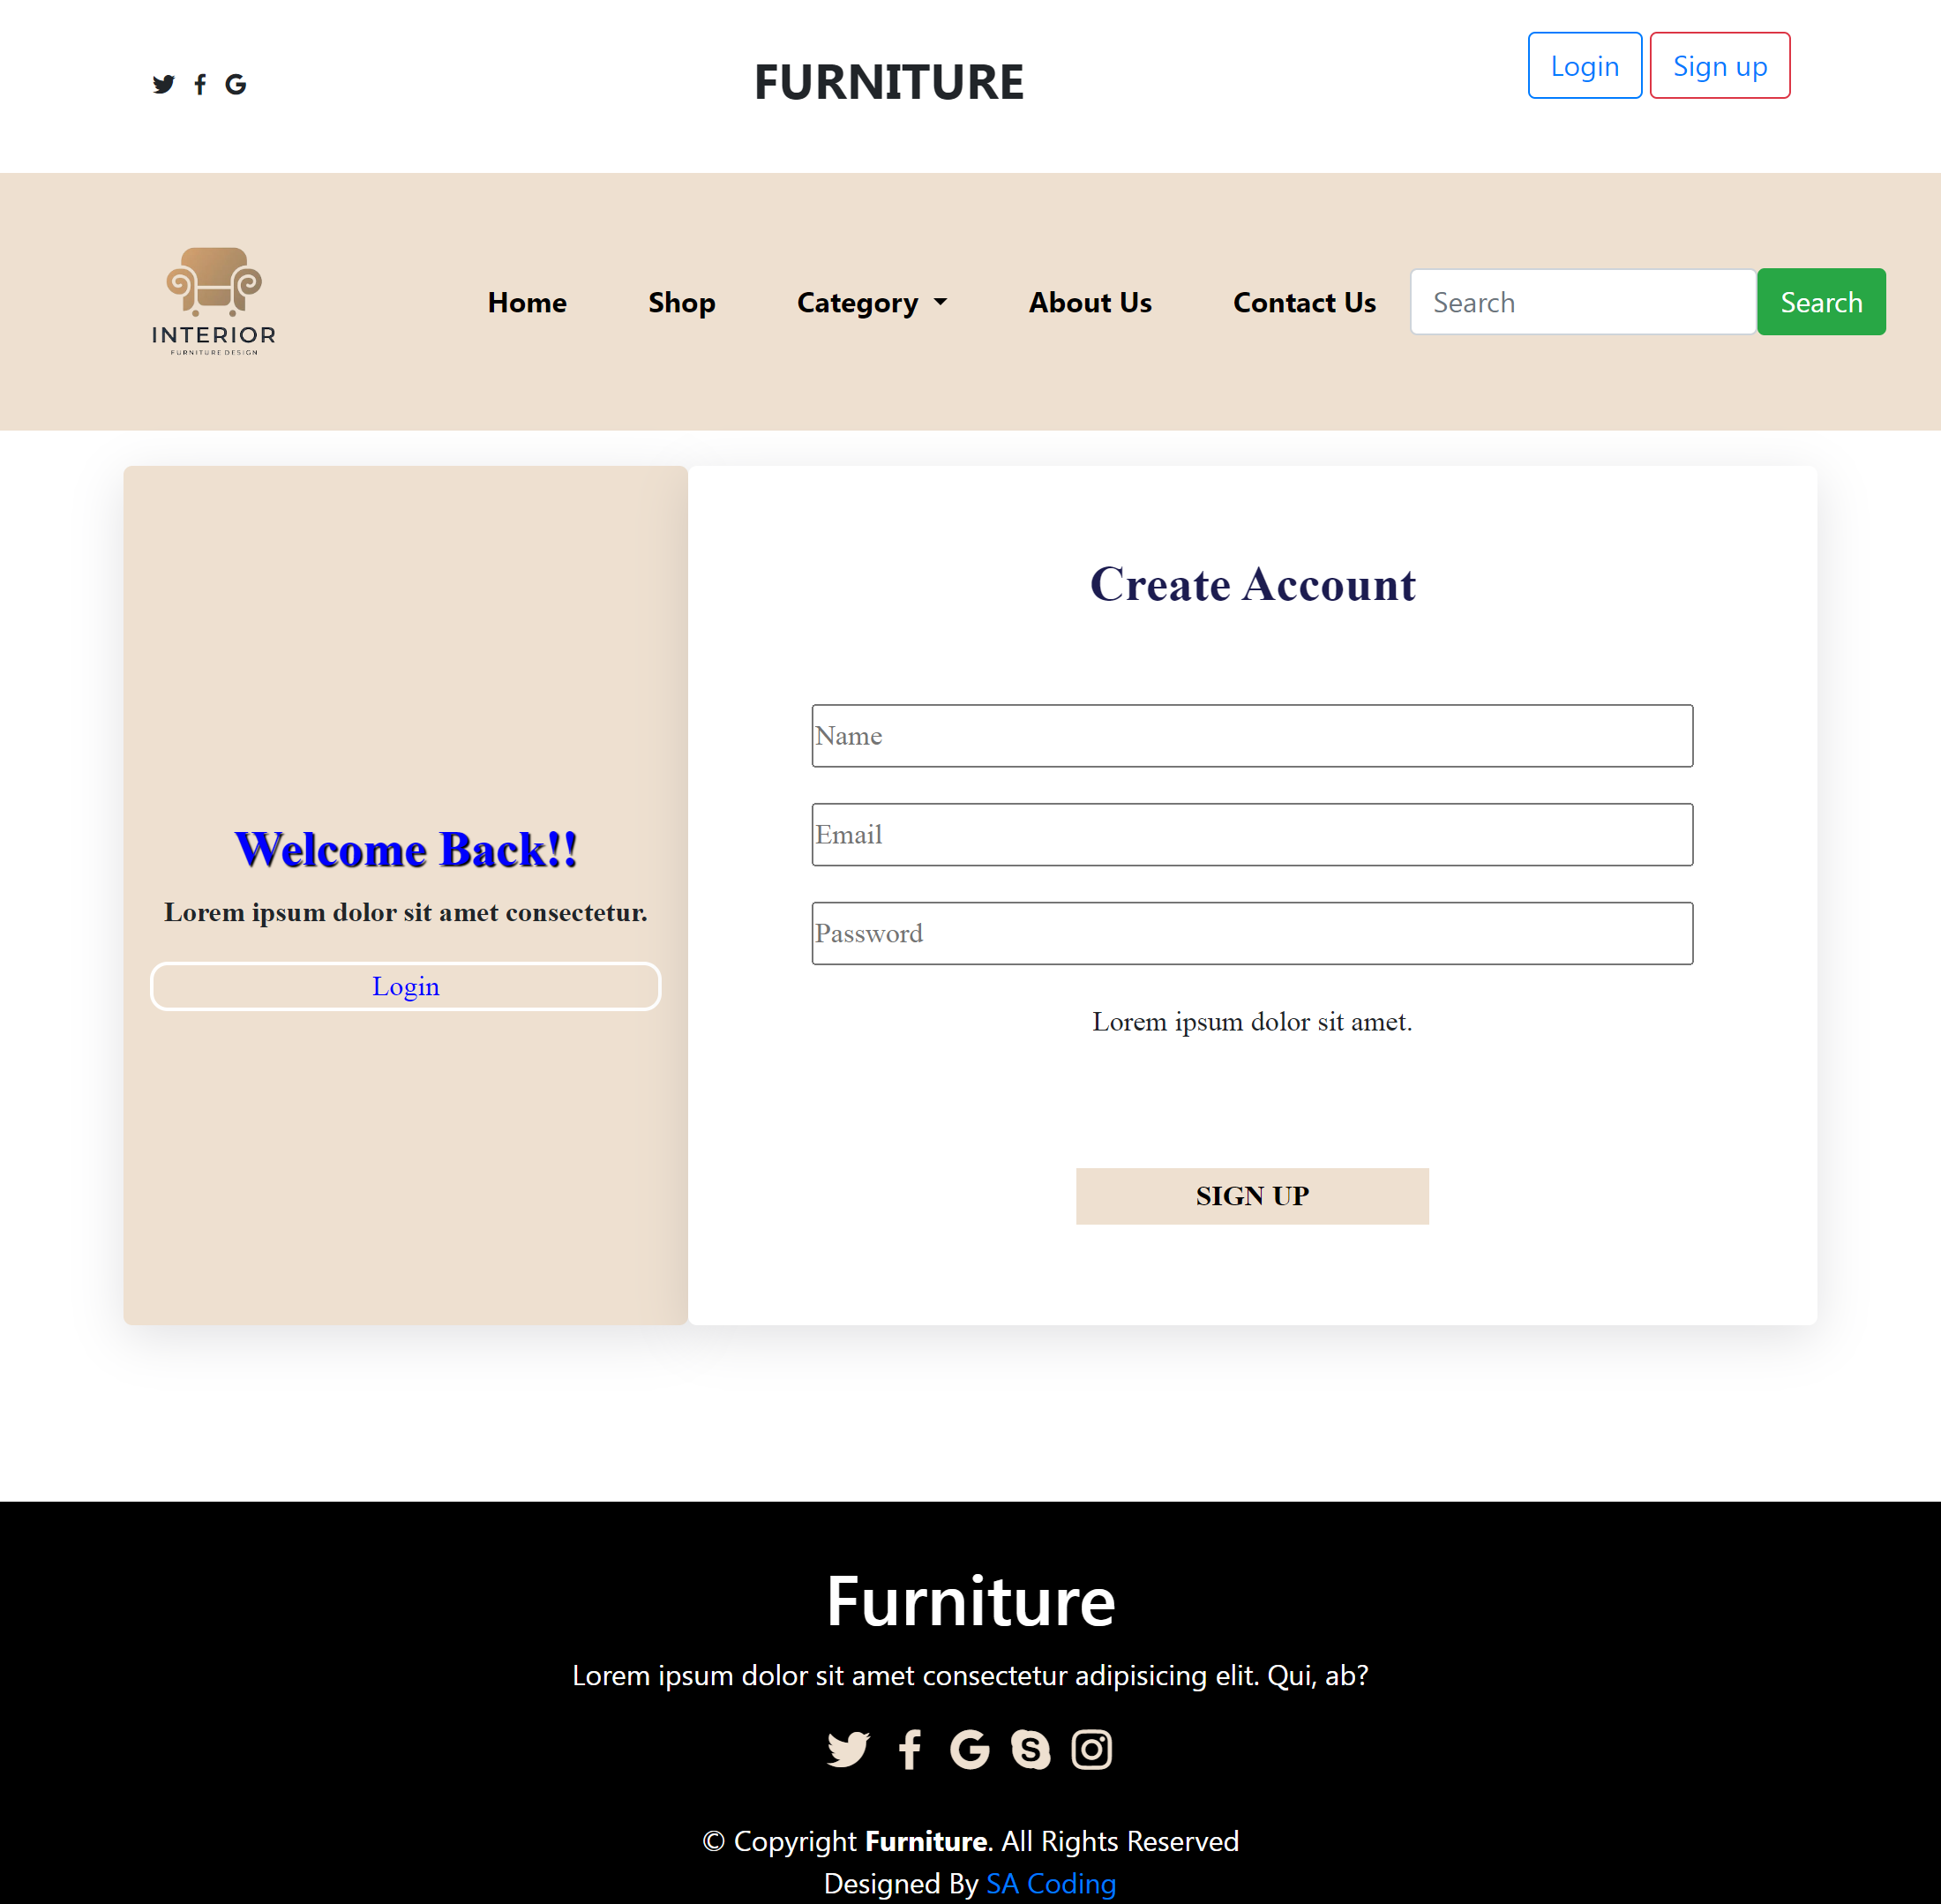 FURNITURE
Login Sign up
INTERIOR
FURNITURE DESIGN
Home Shop Category About Us Contact Us Search Search
Create Account
Name
Email
Password
Lorem ipsum dolor sit amet.
SIGN UP
Welcome Back!!
Lorem ipsum dolor sit amet consectetur.
Login
Furniture
Lorem ipsum dolor sit amet consectetur adipisicing elit. Qui, ab?
© Copyright Furniture. All Rights Reserved
Designed By SA Coding